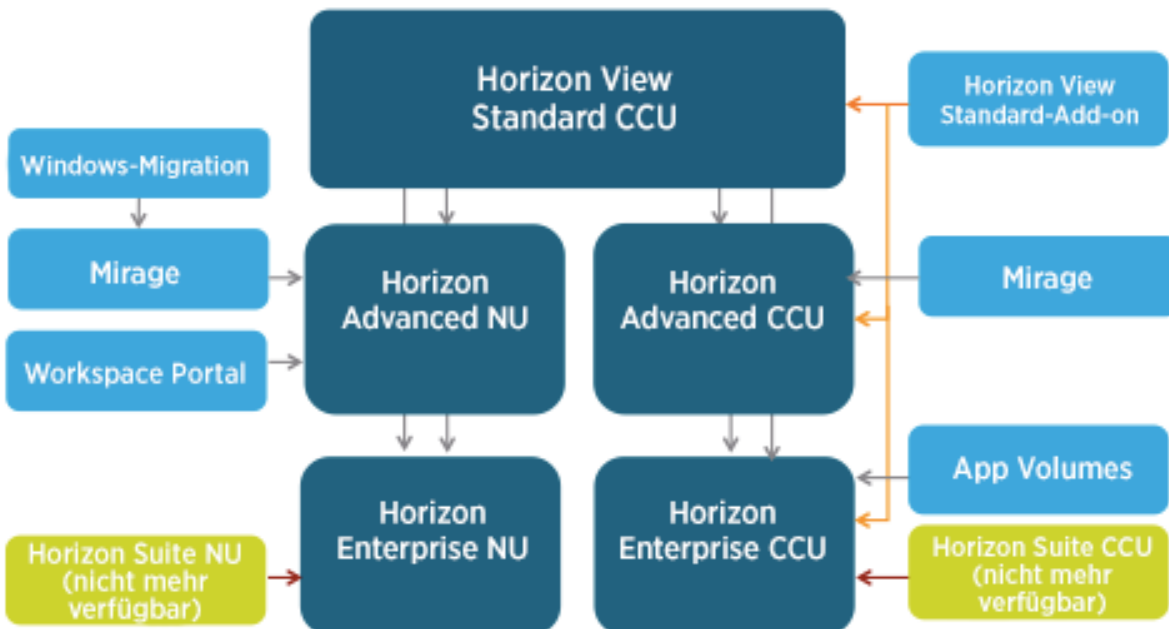 Horizon View
Standard CCU
Horizon View
Standard-Add-on
Windows-Migration
Mirage
Horizon
Advanced NU
Horizon
Advanced CCU
Mirage
Workspace Portal
Horizon
Enterprise NU
Horizon
Enterprise CCU
App Volumes
Horizon Suite NU
(nicht mehr
verfügbar)
Horizon Suite CCU
(nicht mehr
verfügbar)